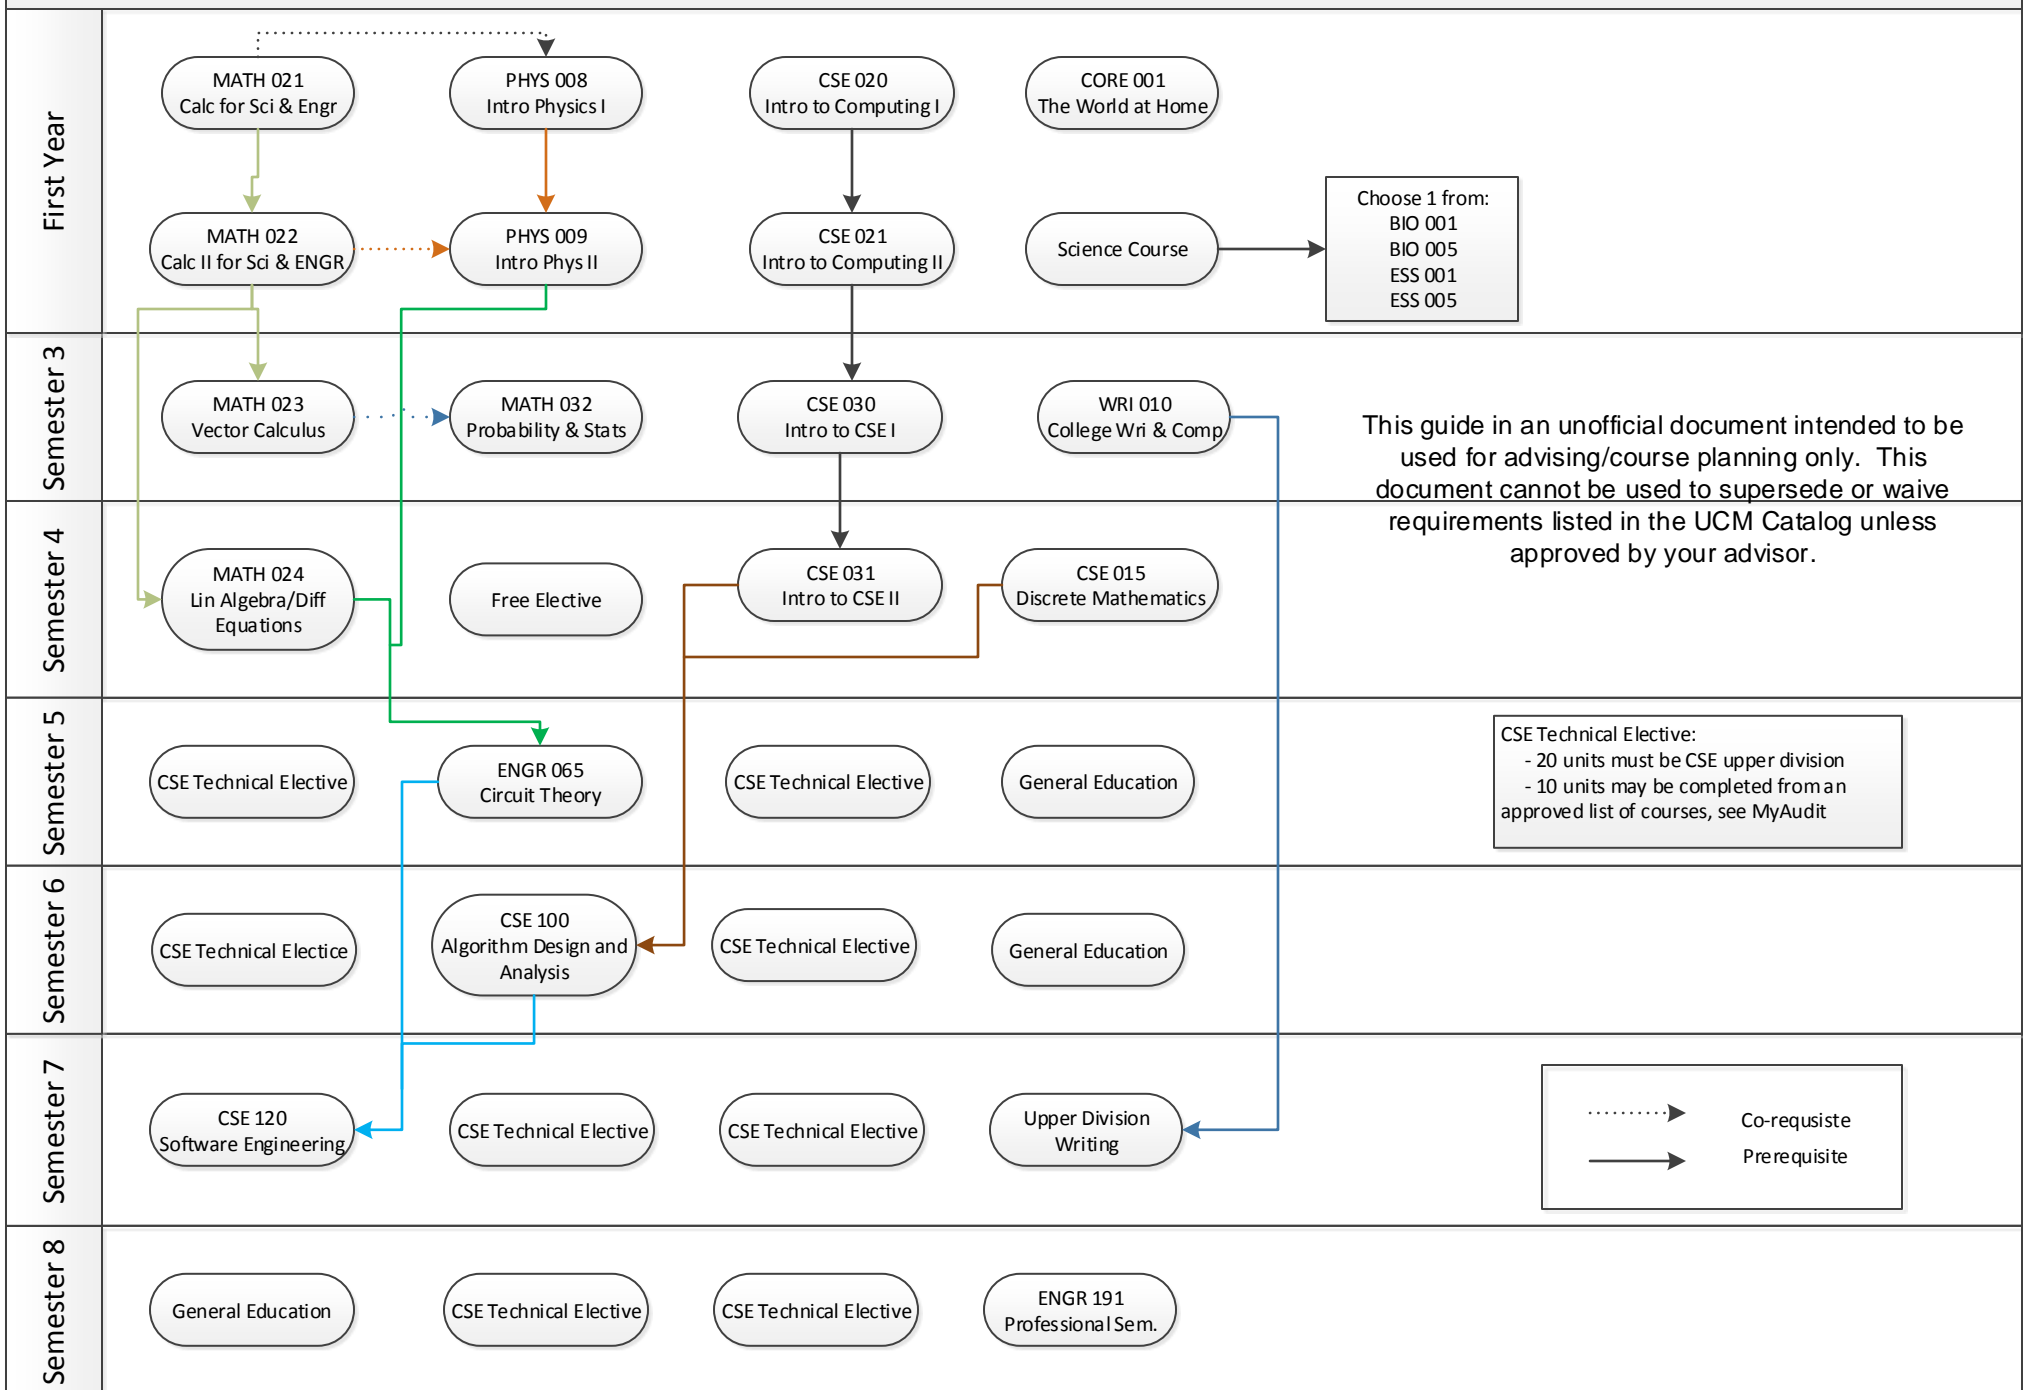 First Year
MATH 021
Calc for Sci & Engr
PHYS 008
Intro Physics I
CSE 020
Intro to Computing I
CORE 001
The World at Home
MATH 022
Calc II for Sci & ENGR
PHYS 009
Intro Phys II
CSE 021
Intro to Computing II
Science Course
Choose 1 from:
BIO 001
BIO 005
ESS 001
ESS 005
Semester 3
MATH 023
Vector Calculus
MATH 032
Probability & Stats
CSE 030
Intro to CSE I
WRI 010
College Wri & Comp
This guide in an unofficial document intended to be
used for advising/course planning only. This
document cannot be used to supersede or waive
requirements listed in the UCM Catalog unless
approved by your advisor.
Semester 4
MATH 024
Lin Algebra/Diff
Equations
Free Elective
CSE 031
Intro to CSE II
CSE 015
Discrete Mathematics
Semester 5
CSE Technical Elective
ENGR 065
Circuit Theory
CSE Technical Elective
General Education
CSE Technical Elective:
- 20 units must be CSE upper division
- 10 units may be completed from an
approved list of courses, see MyAudit
Semester 6
CSE Technical Electice
CSE 100
Algorithm Design and
Analysis
CSE Technical Elective
General Education
Semester 7
CSE 120
Software Engineering
CSE Technical Elective
CSE Technical Elective
Upper Division
Writing
Co-requsiste
Prerequisite
Semester 8
General Education
CSE Technical Elective
CSE Technical Elective
ENGR 191
Professional Sem.